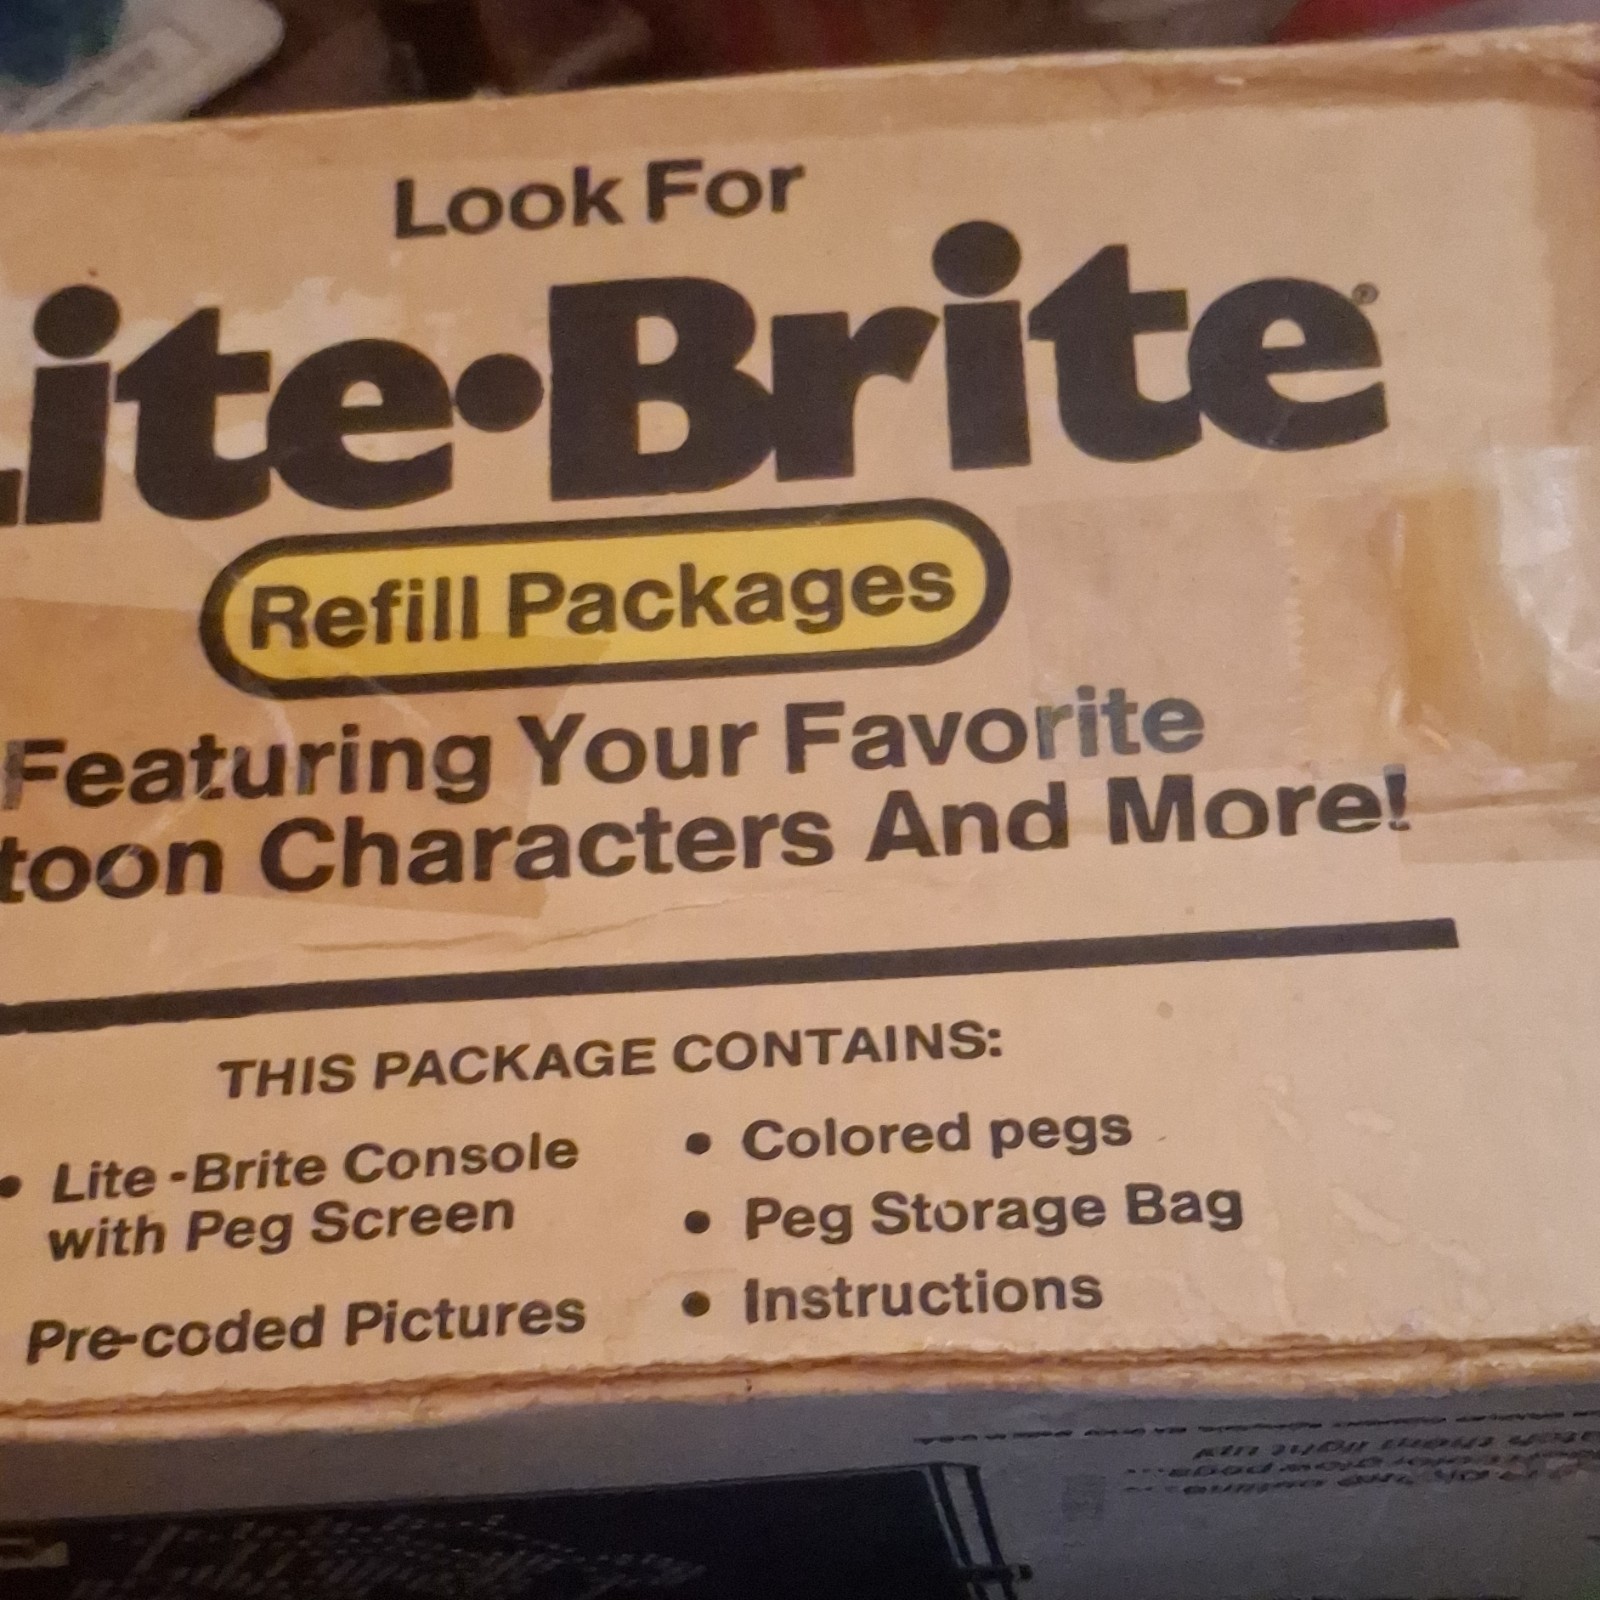 Look For
Lite•Brite®
Refill Packages
Featuring Your Favorite
toon Characters And More!
THIS PACKAGE CONTAINS:
• Lite-Brite Console
with Peg Screen
Pre-coded Pictures
• Colored pegs
• Peg Storage Bag
• Instructions